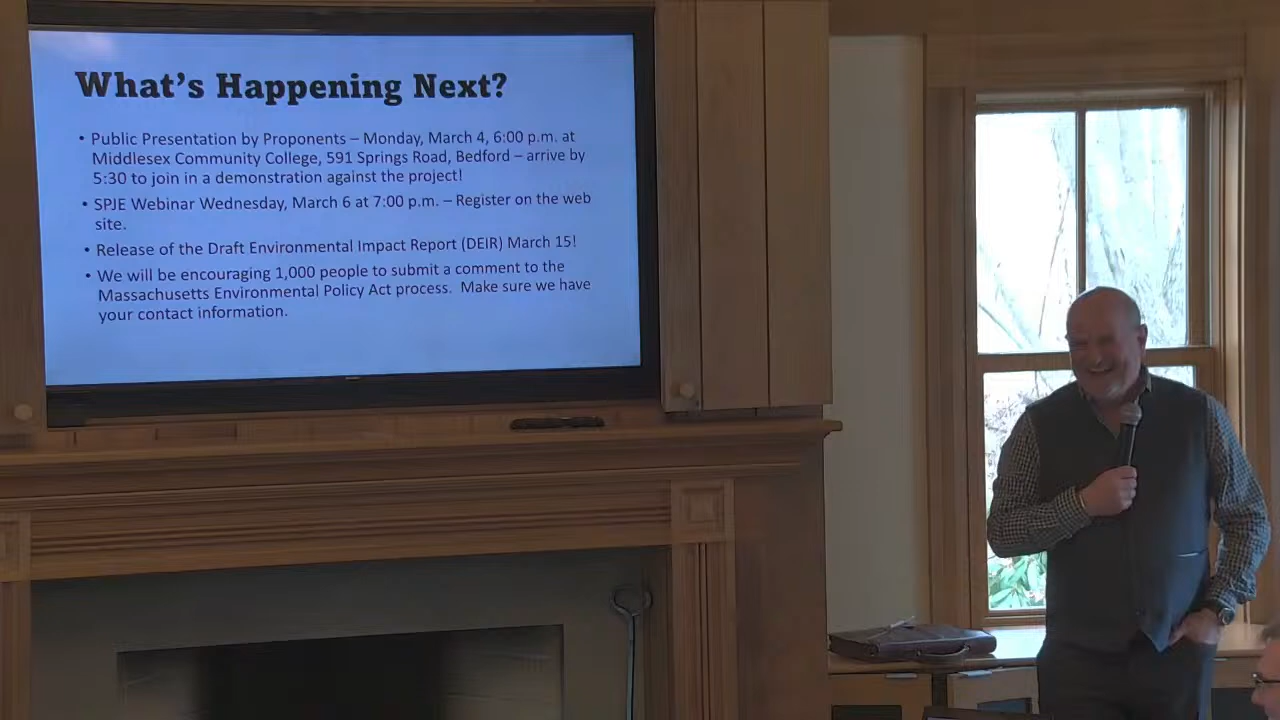 What's Happening Next?
• Public Presentation by Proponents – Monday, March 4, 6:00 p.m. at
Middlesex Community College, 591 Springs Road, Bedford – arrive by
5:30 to join in a demonstration against the project!
• SPJE Webinar Wednesday, March 6 at 7:00 p.m. – Register on the web
site.
• Release of the Draft Environmental Impact Report (DEIR) March 15!
• We will be encouraging 1,000 people to submit a comment to the
Massachusetts Environmental Policy Act process. Make sure we have
your contact information.